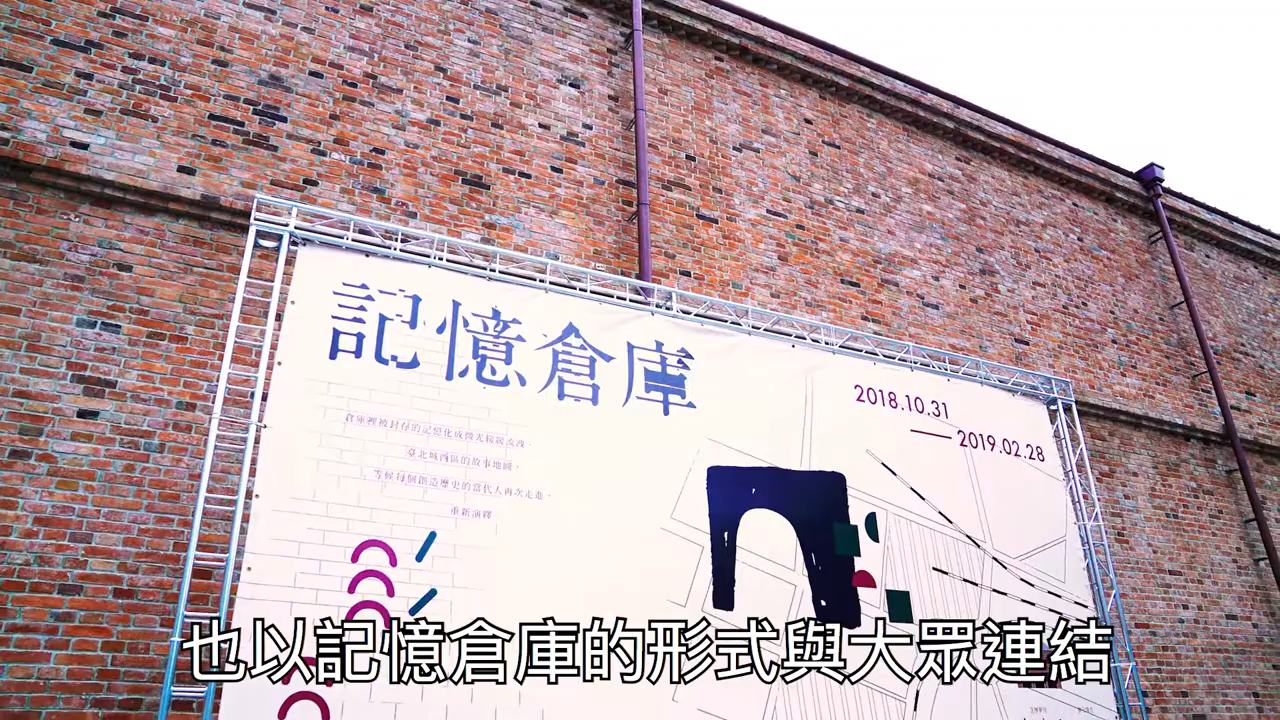 記憶倉庫
2018.10.31
2019.02.28
倉庫裡被封存的記憶化成微光緩緩流洩,
臺北城西區的故事地圖,
等候每個創造歷史的當代人再次走進,
重新演繹
也以記憶倉庫的形式與大眾連結